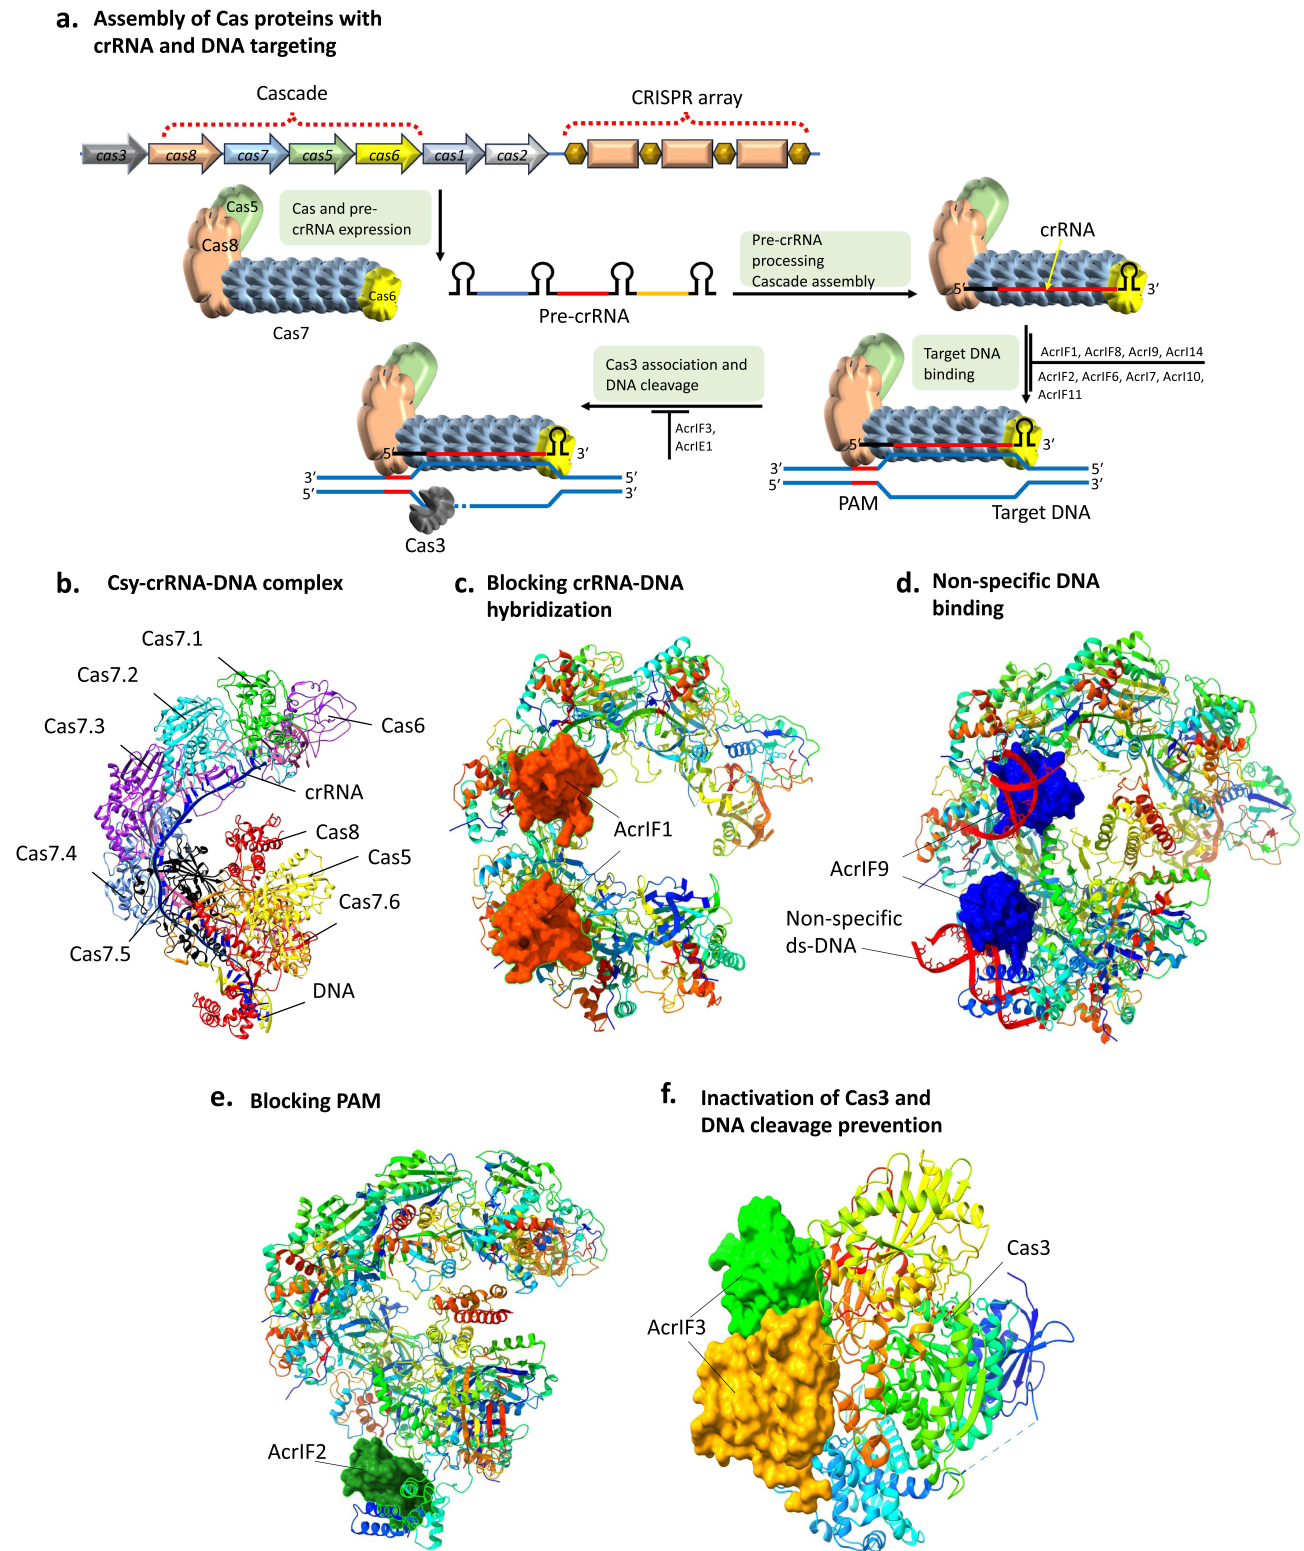 a. Assembly of Cas proteins with
crRNA and DNA targeting
Cascade
CRISPR array
cas3
cas8
cas7
cas5
cas6
cas1
cas2
Cas5
Cas8
Cas6
Cas7
Cas and pre-
crRNA expression
Pre-crRNA
Pre-crRNA
processing
Cascade assembly
crRNA
5′
3′
Target DNA
binding
AcrIF1, AcrIF8, AcrI9, AcrI14
AcrIF2, AcrIF6, AcrI7, AcrI10,
AcrIF11
Cas3 association and
DNA cleavage
AcrIF3,
AcrIE1
5′
3′
3′
5′
5′
3′
PAM
Target DNA
5′
3′
3′
5′
5′
3′
Cas3
b. Csy-crRNA-DNA complex
Cas7.1
Cas7.2
Cas7.3
Cas6
crRNA
Cas8
Cas7.4
Cas5
Cas7.6
Cas7.5
DNA
c. Blocking crRNA-DNA
hybridization
AcrIF1
d. Non-specific DNA
binding
AcrIF9
Non-specific
ds-DNA
e. Blocking PAM
AcrIF2
f. Inactivation of Cas3 and
DNA cleavage prevention
Cas3
AcrIF3